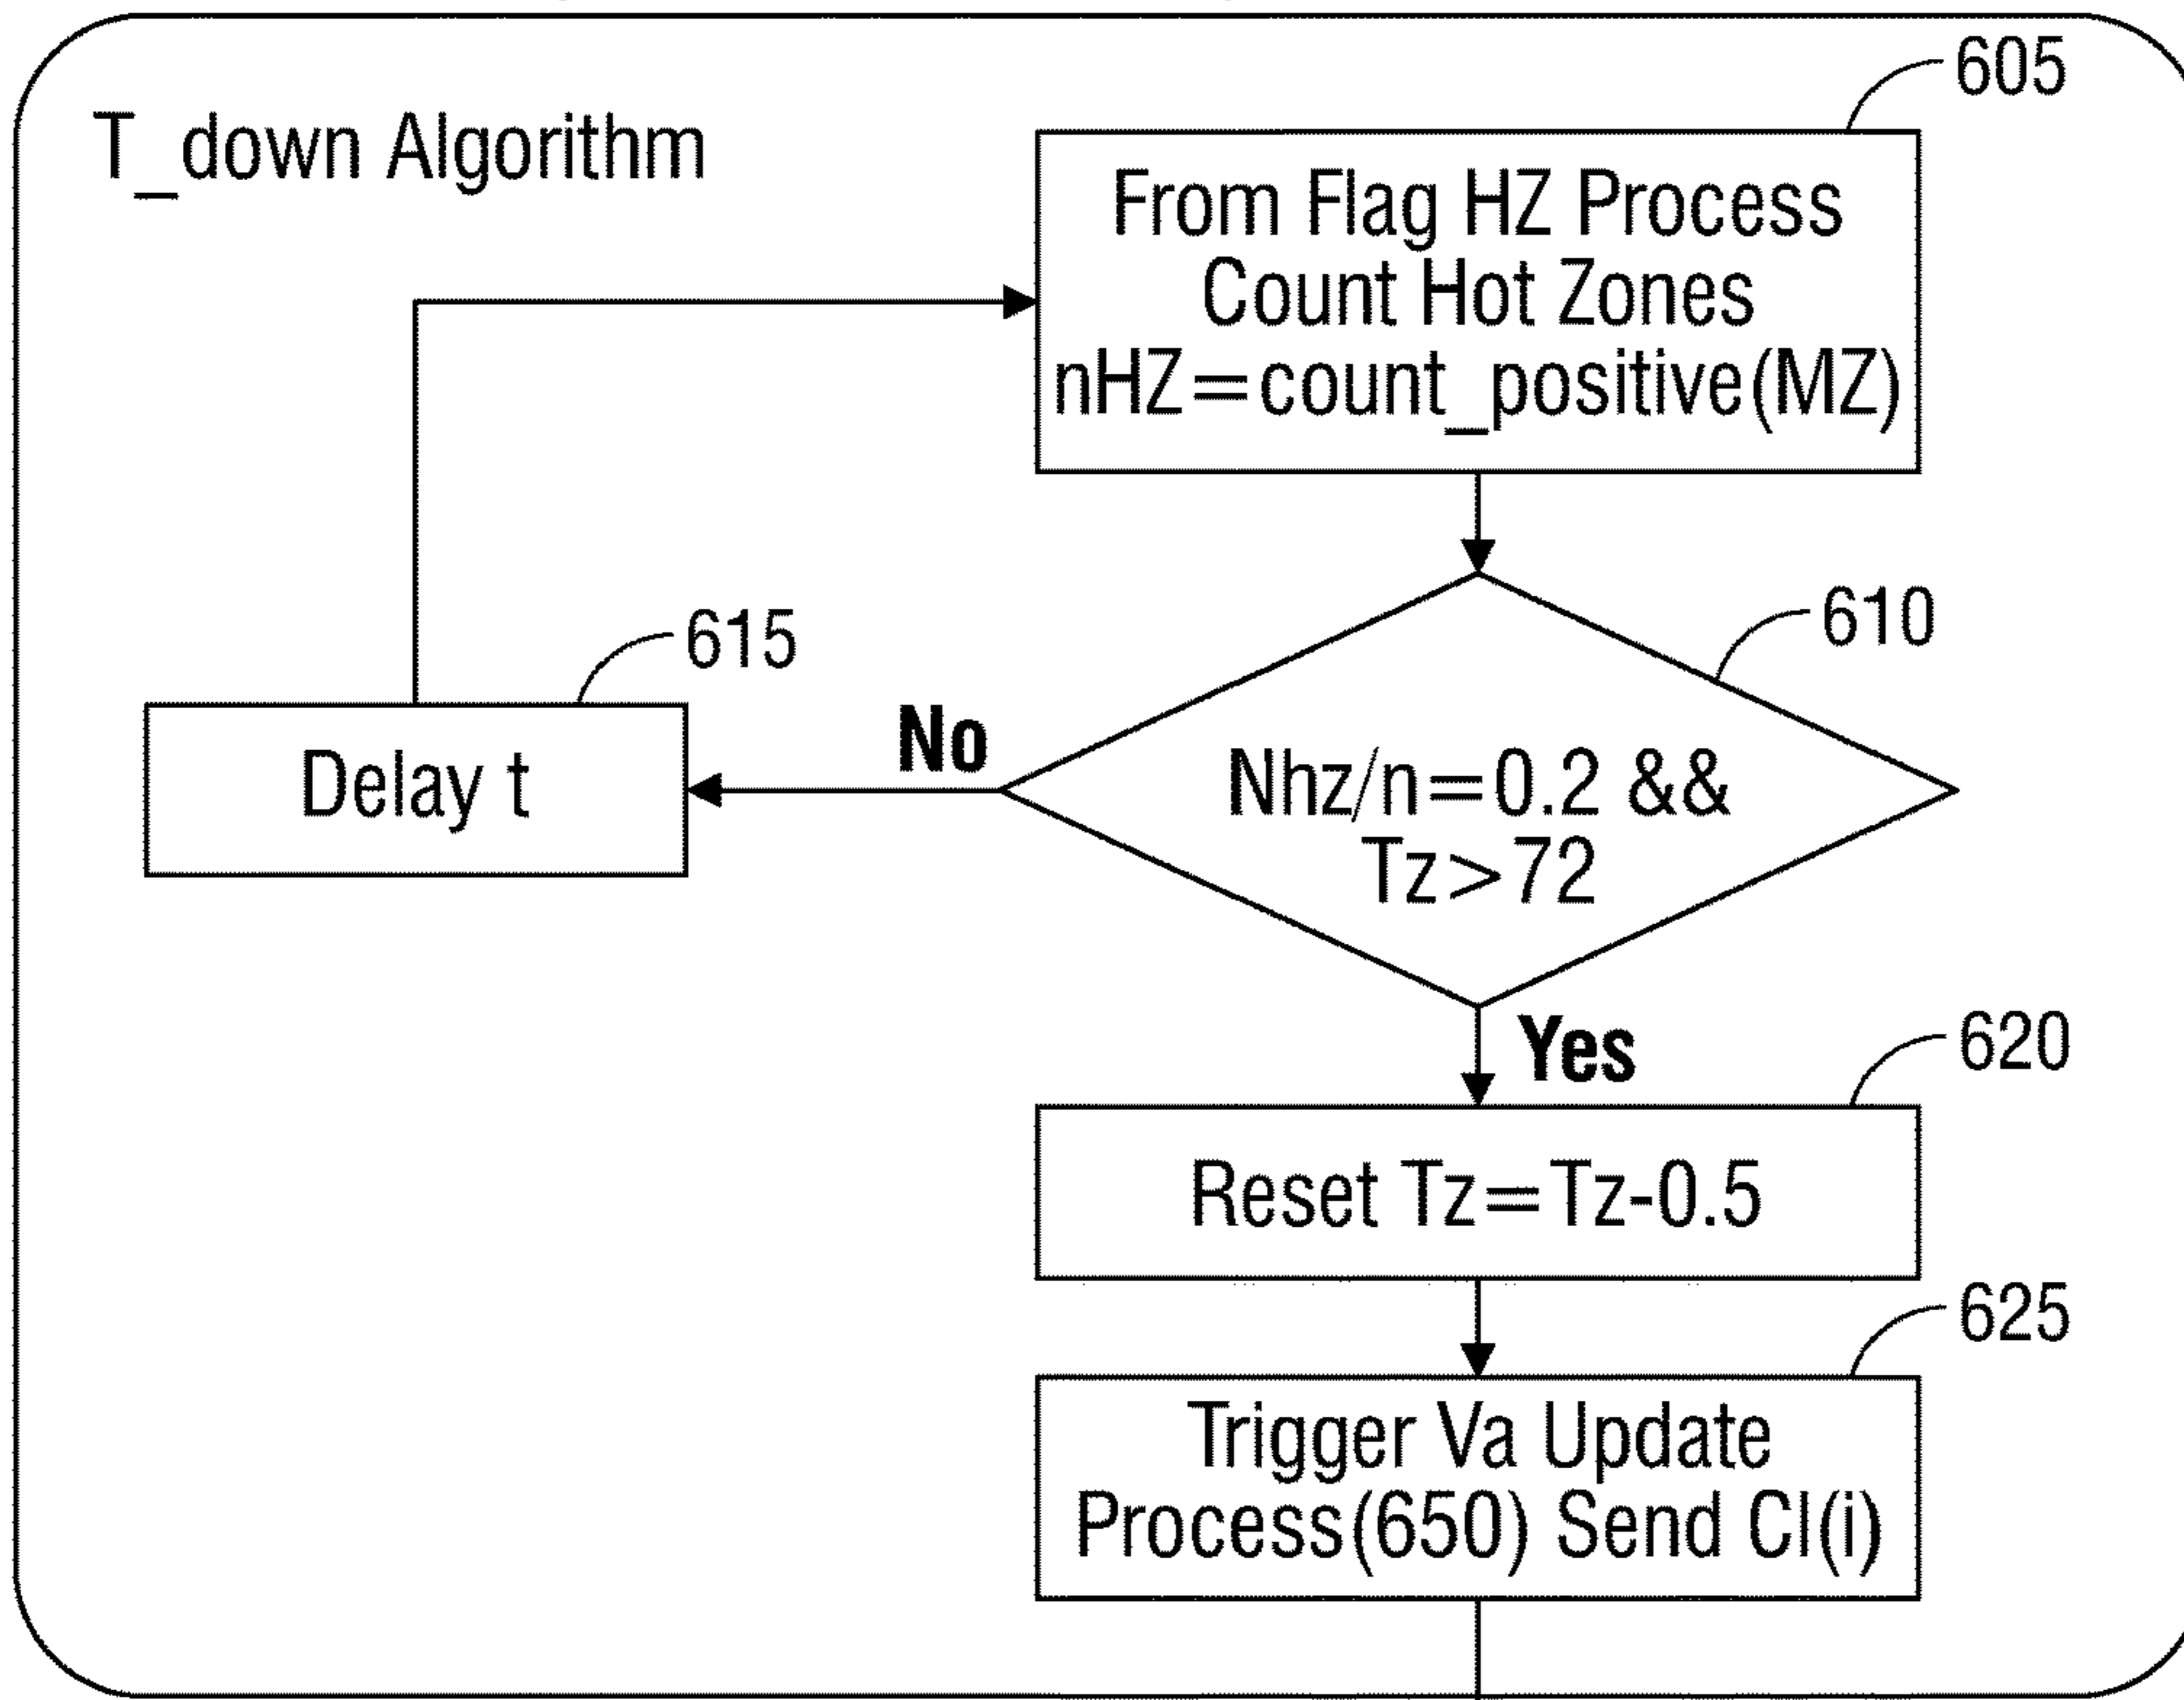 T_down Algorithm
605
From Flag HZ Process
Count Hot Zones
nHZ=count_positive(MZ)
610
Nhz/n=0.2 &&
Tz>72
No
615
Delay t
Yes
620
Reset Tz=Tz-0.5
625
Trigger Va Update
Process(650) Send CI(i)